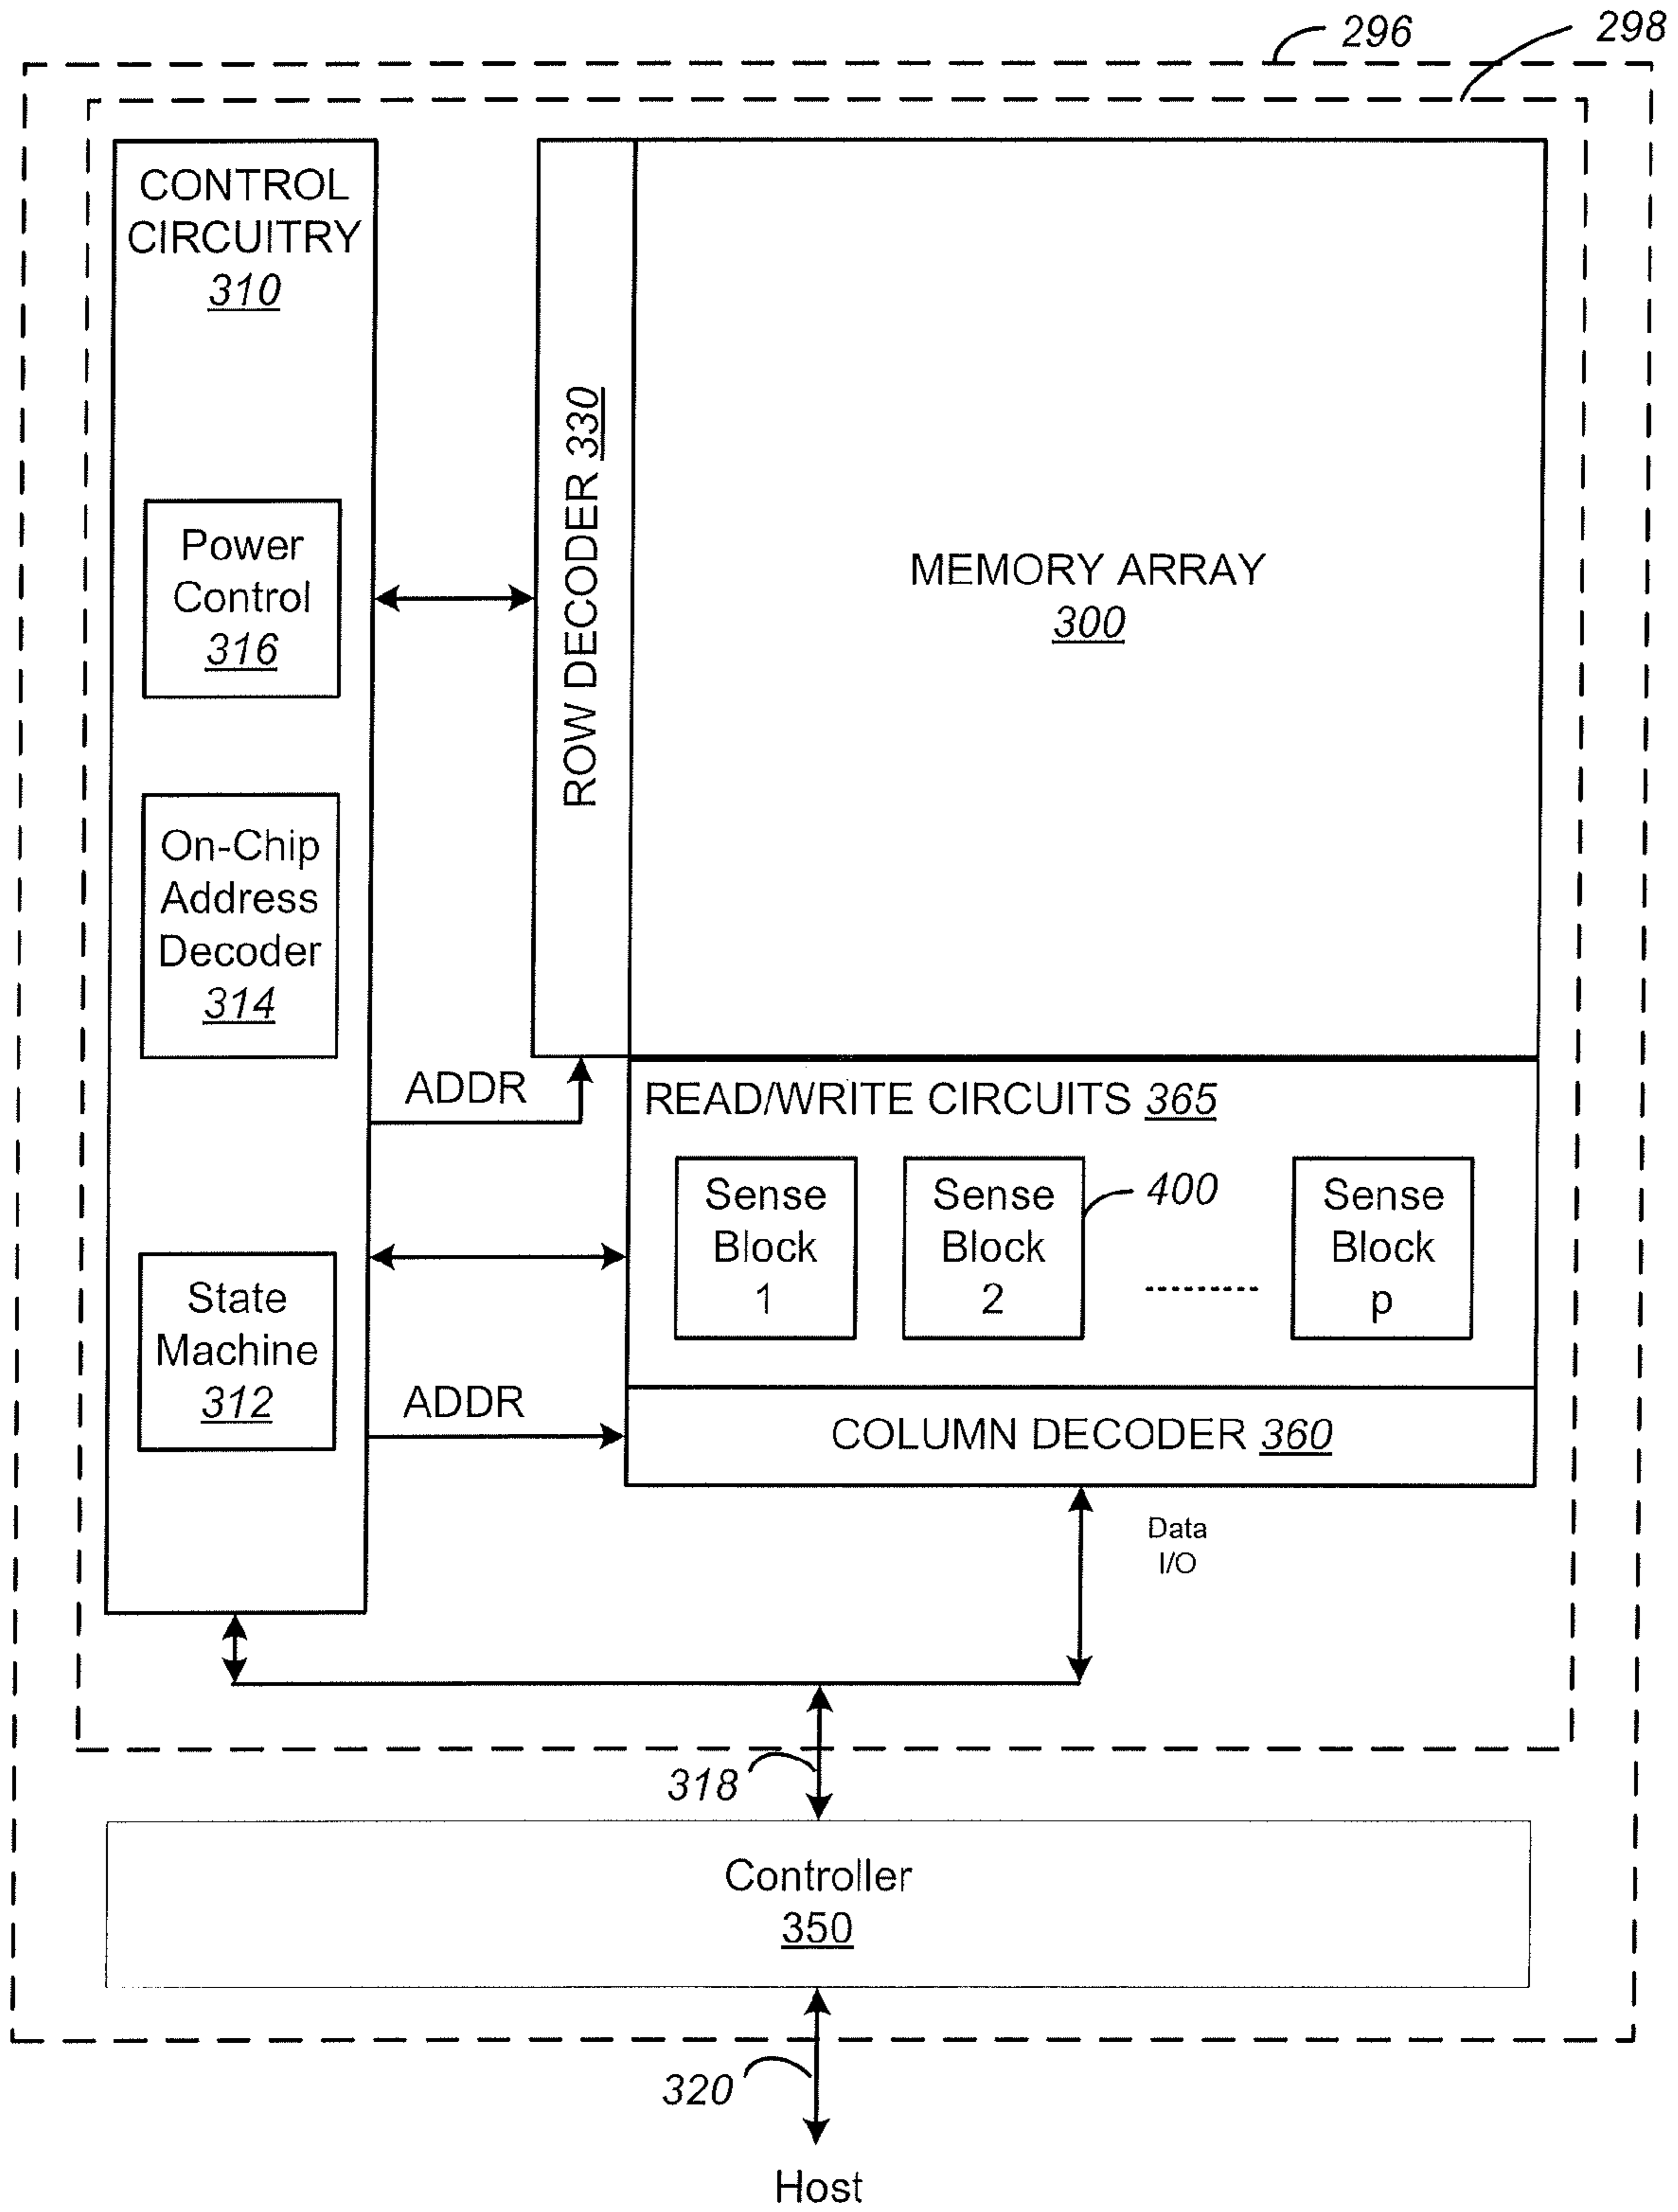 296
298
CONTROL
CIRCUITRY
310
Power
Control
316
On-Chip
Address
Decoder
314
State
Machine
312
ROW DECODER 330
MEMORY ARRAY
300
ADDR
READ/WRITE CIRCUITS 365
Sense
Block
1
Sense
Block
2
400
Sense
Block
p
ADDR
COLUMN DECODER 360
Data
I/O
318
Controller
350
320
Host